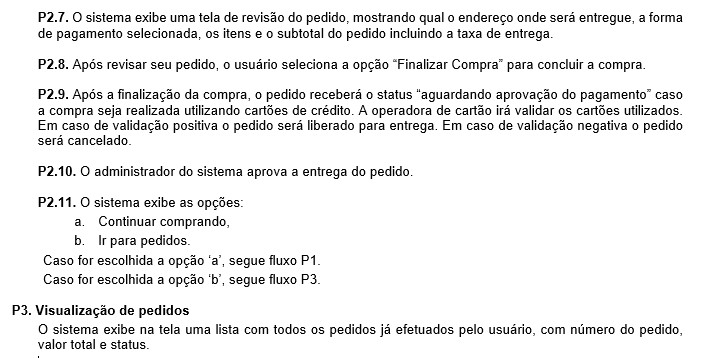 P2.7. O sistema exibe uma tela de revisão do pedido, mostrando qual o endereço onde será entregue, a forma
de pagamento selecionada, os itens e o subtotal do pedido incluindo a taxa de entrega.
P2.8. Após revisar seu pedido, o usuário seleciona a opção “Finalizar Compra” para concluir a compra.
P2.9. Após a finalização da compra, o pedido receberá o status “aguardando aprovação do pagamento” caso
a compra seja realizada utilizando cartões de crédito. A operadora de cartão irá validar os cartões utilizados.
Em caso de validação positiva o pedido será liberado para entrega. Em caso de validação negativa o pedido
será cancelado.
P2.10. O administrador do sistema aprova a entrega do pedido.
P2.11. O sistema exibe as opções:
a. Continuar comprando,
b. Ir para pedidos.
Caso for escolhida a opção ‘a’, segue fluxo P1.
Caso for escolhida a opção ‘b’, segue fluxo P3.
P3. Visualização de pedidos
O sistema exibe na tela uma lista com todos os pedidos já efetuados pelo usuário, com número do pedido,
valor total e status.